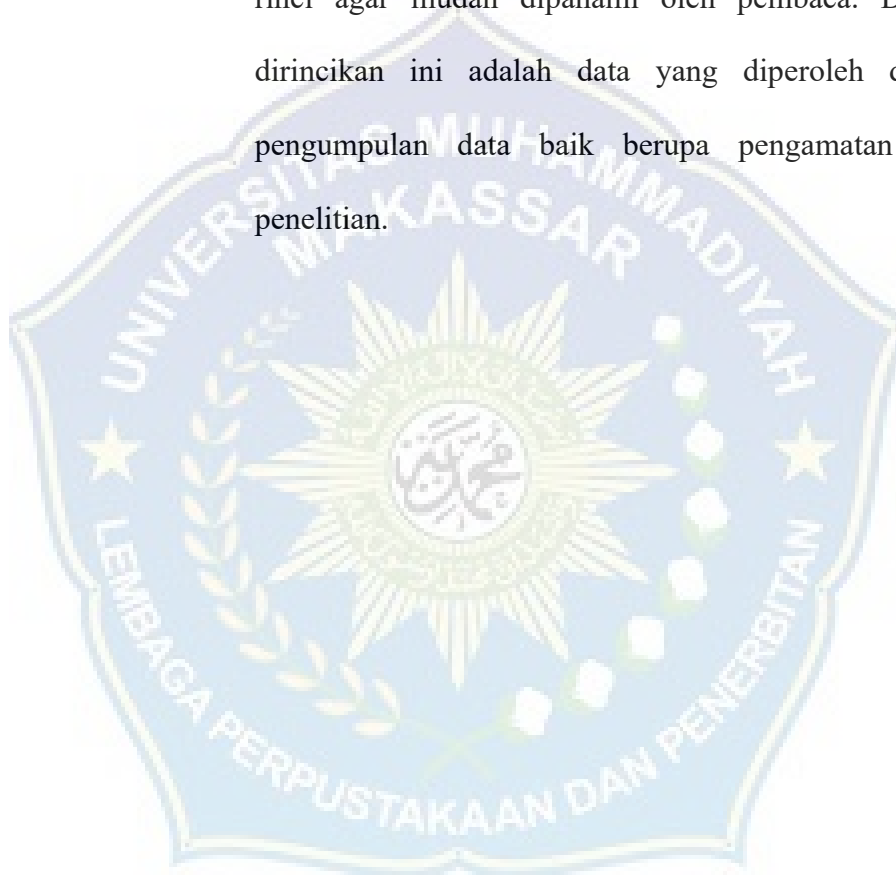 agar mudah dipahami oleh pembaca.
dirincikan ini adalah data yang diperoleh
pengumpulan data baik berupa pengamatan
penelitian.
UNIVERSITAS MUHAMMADIYAH
MAKASSAR
LEMBAGA PERPUSTAKAAN DAN PENERBITAN